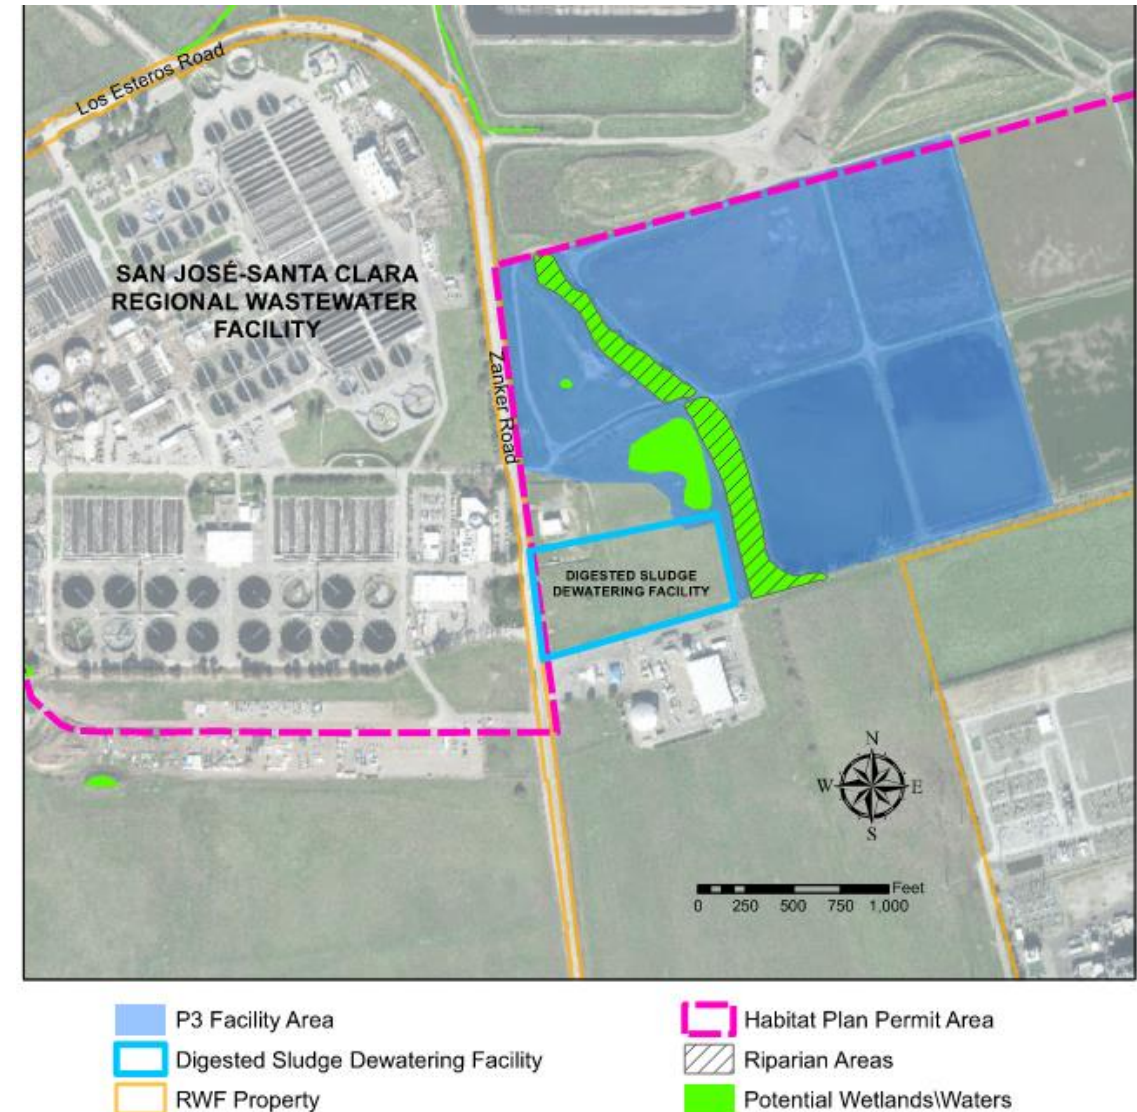 Los Esteros Road
SAN JOSÉ-SANTA CLARA
REGIONAL WASTEWATER
FACILITY
Zanker Road
DIGESTED SLUDGE
DEWATERING FACILITY
N
W E
S
Feet
0 250 500 750 1,000
P3 Facility Area
Digested Sludge Dewatering Facility
RWF Property
Habitat Plan Permit Area
Riparian Areas
Potential Wetlands\Waters